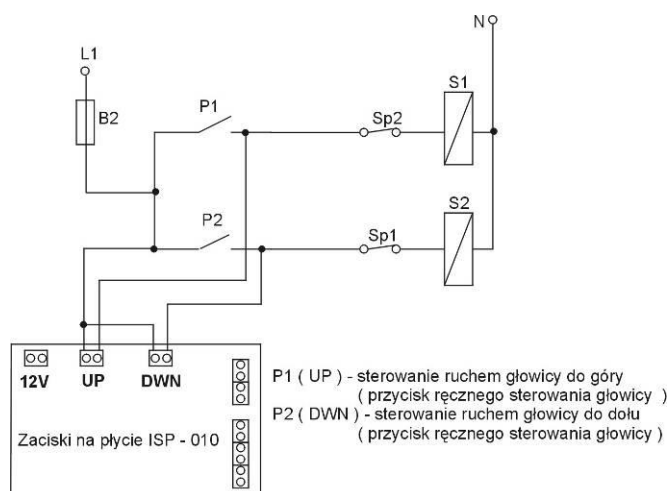 N
L1
S1
B2
P1
Sp2
S2
P2
Sp1
12V UP DWN
Zaciski na płycie ISP - 010
P1 ( UP ) - sterowanie ruchem głowicy do góry
( przycisk ręcznego sterowania głowicy )
P2 ( DWN ) - sterowanie ruchem głowicy do dołu
( przycisk ręcznego sterowania głowicy )